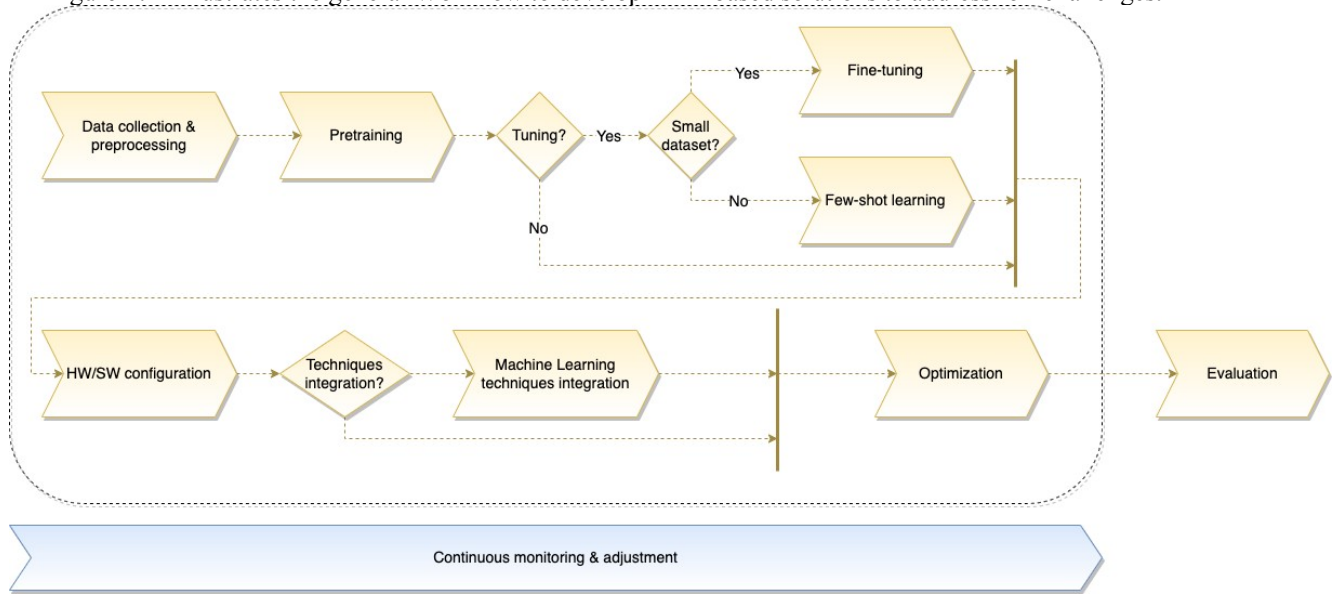 Data collection &
preprocessing
Pretraining
Tuning?
Yes
Small
dataset?
Yes
Fine-tuning
No
Few-shot learning
No
HW/SW configuration
Techniques
integration?
Machine Learning
techniques integration
Optimization
Evaluation
Continuous monitoring & adjustment